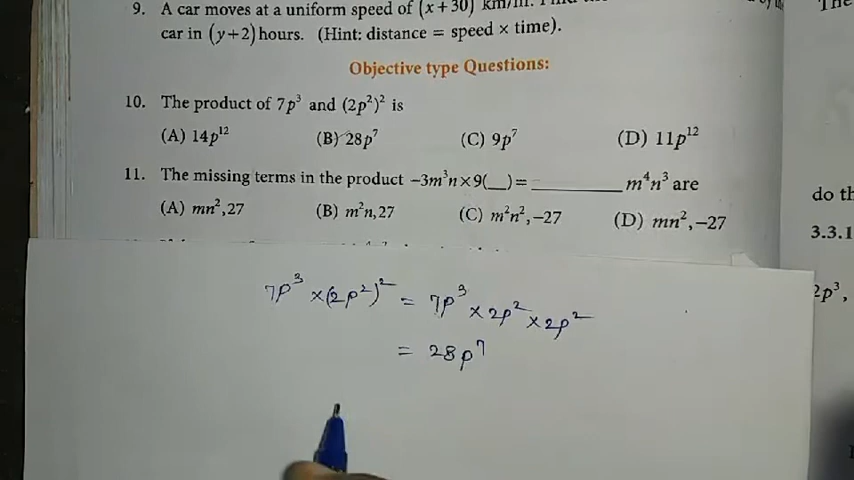 9. A car moves at a uniform speed of (x+30) km/hr.
car in (y+2) hours. (Hint: distance = speed × time).
Objective type Questions:
10. The product of 7p³ and (2p²)² is
(A) 14p¹² (B) 28p⁷ (C) 9p⁷ (D) 11p¹²
11. The missing terms in the product −3m³n × 9(__) = ________ m⁴n³ are
(A) mn²,27 (B) m²n,27 (C) m²n²,−27 (D) mn²,−27
7p³ × (2p²)² = 7p³ × 2p² × 2p²
= 28p⁷
The
do th
3.3.1
2p³,